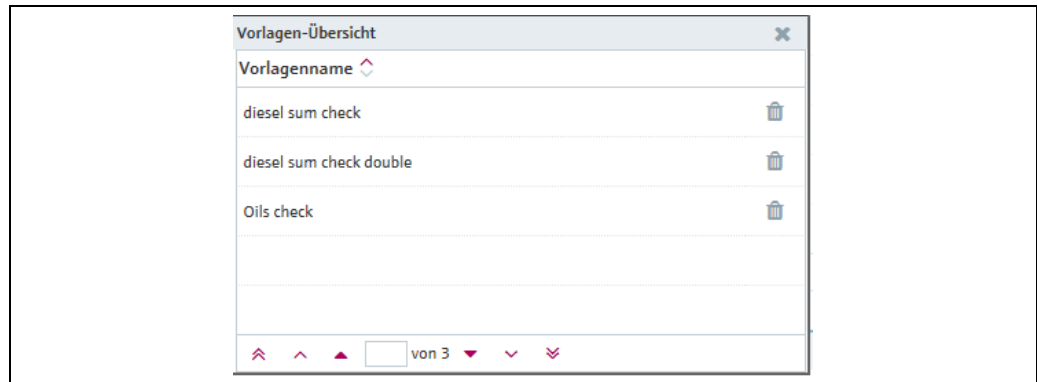 Vorlagen-Übersicht
Vorlagenname
diesel sum check
diesel sum check double
Oils check
von 3